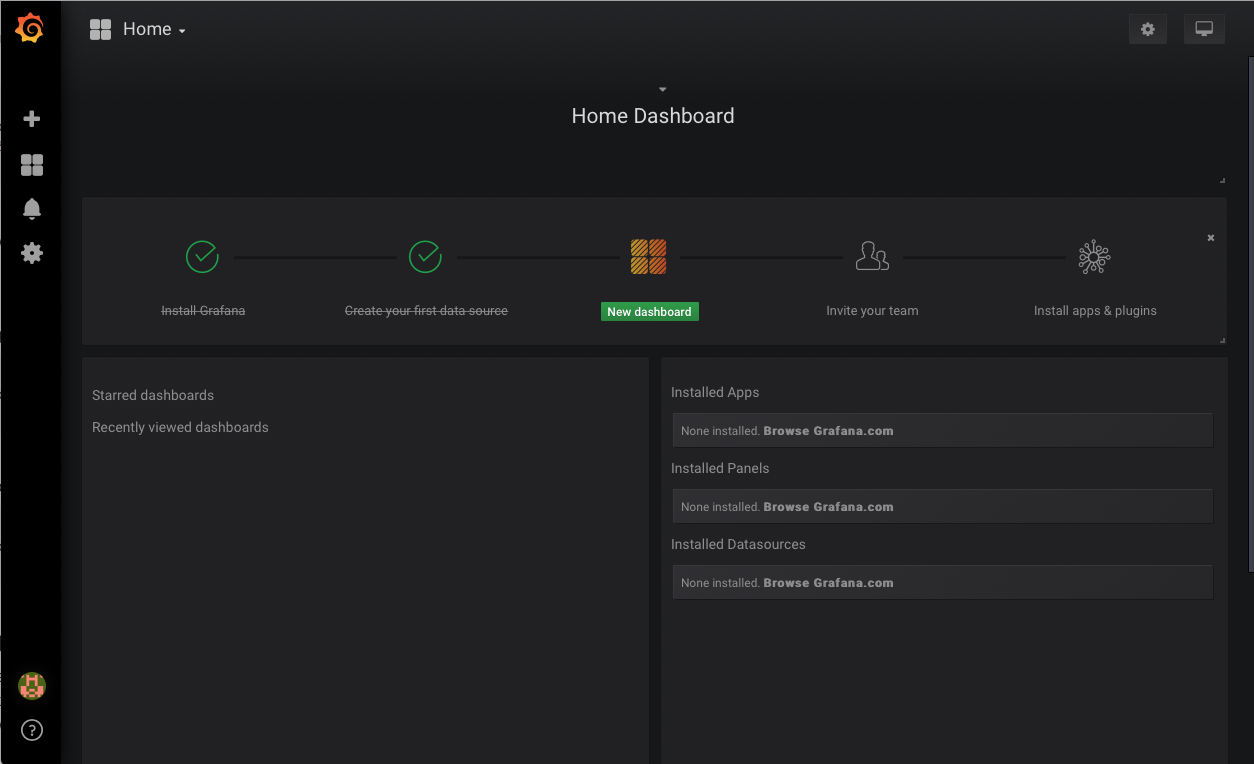 Home
Home Dashboard
Install Grafana
Create your first data source
New dashboard
Invite your team
Install apps & plugins
Starred dashboards
Recently viewed dashboards
Installed Apps
None installed. Browse Grafana.com
Installed Panels
None installed. Browse Grafana.com
Installed Datasources
None installed. Browse Grafana.com
?